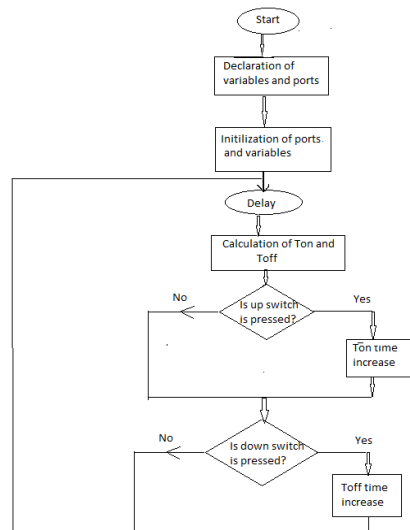 Start
Declaration of
variables and ports
Initilization of ports
and variables
Delay
Calculation of Ton and
Toff
No
Is up switch
is pressed?
Yes
Ton time
increase
No
Is down switch
is pressed?
Yes
Toff time
increase